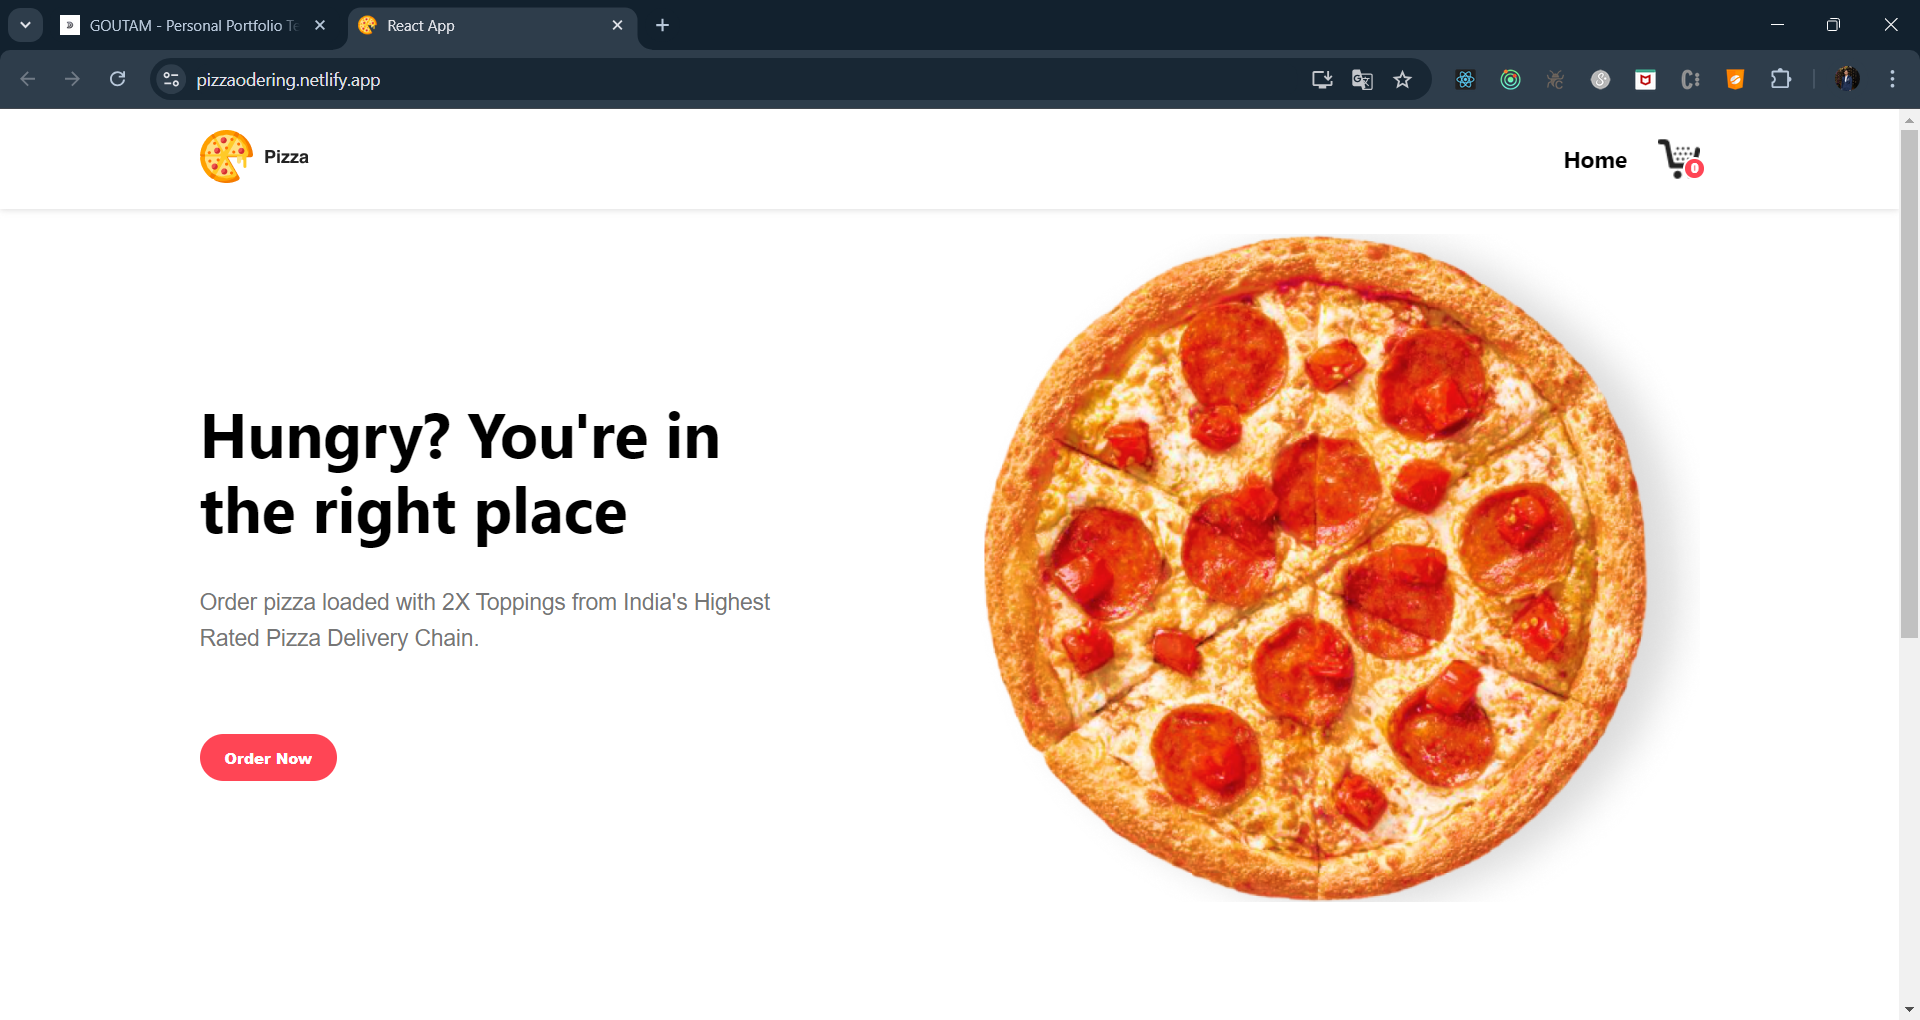 GOUTAM - Personal Portfolio Te
React App
pizzaodering.netlify.app
Pizza
Home
0
Hungry? You're in
the right place
Order pizza loaded with 2X Toppings from India's Highest
Rated Pizza Delivery Chain.
Order Now